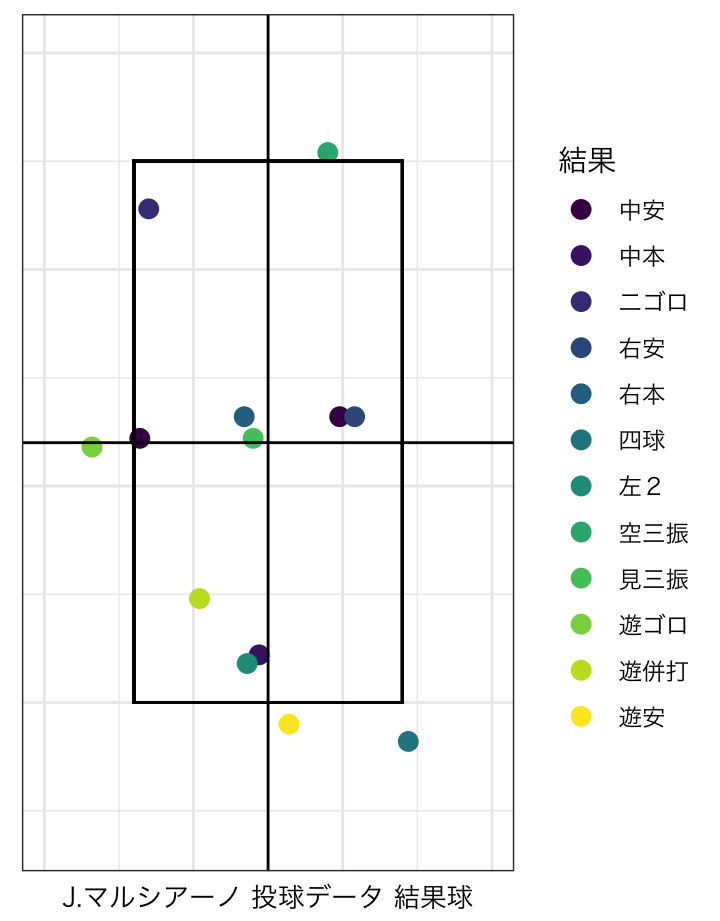 結果
中安
中本
二ゴロ
右安
右本
四球
左２
空三振
見三振
遊ゴロ
遊併打
遊安
J.マルシアーノ 投球データ 結果球